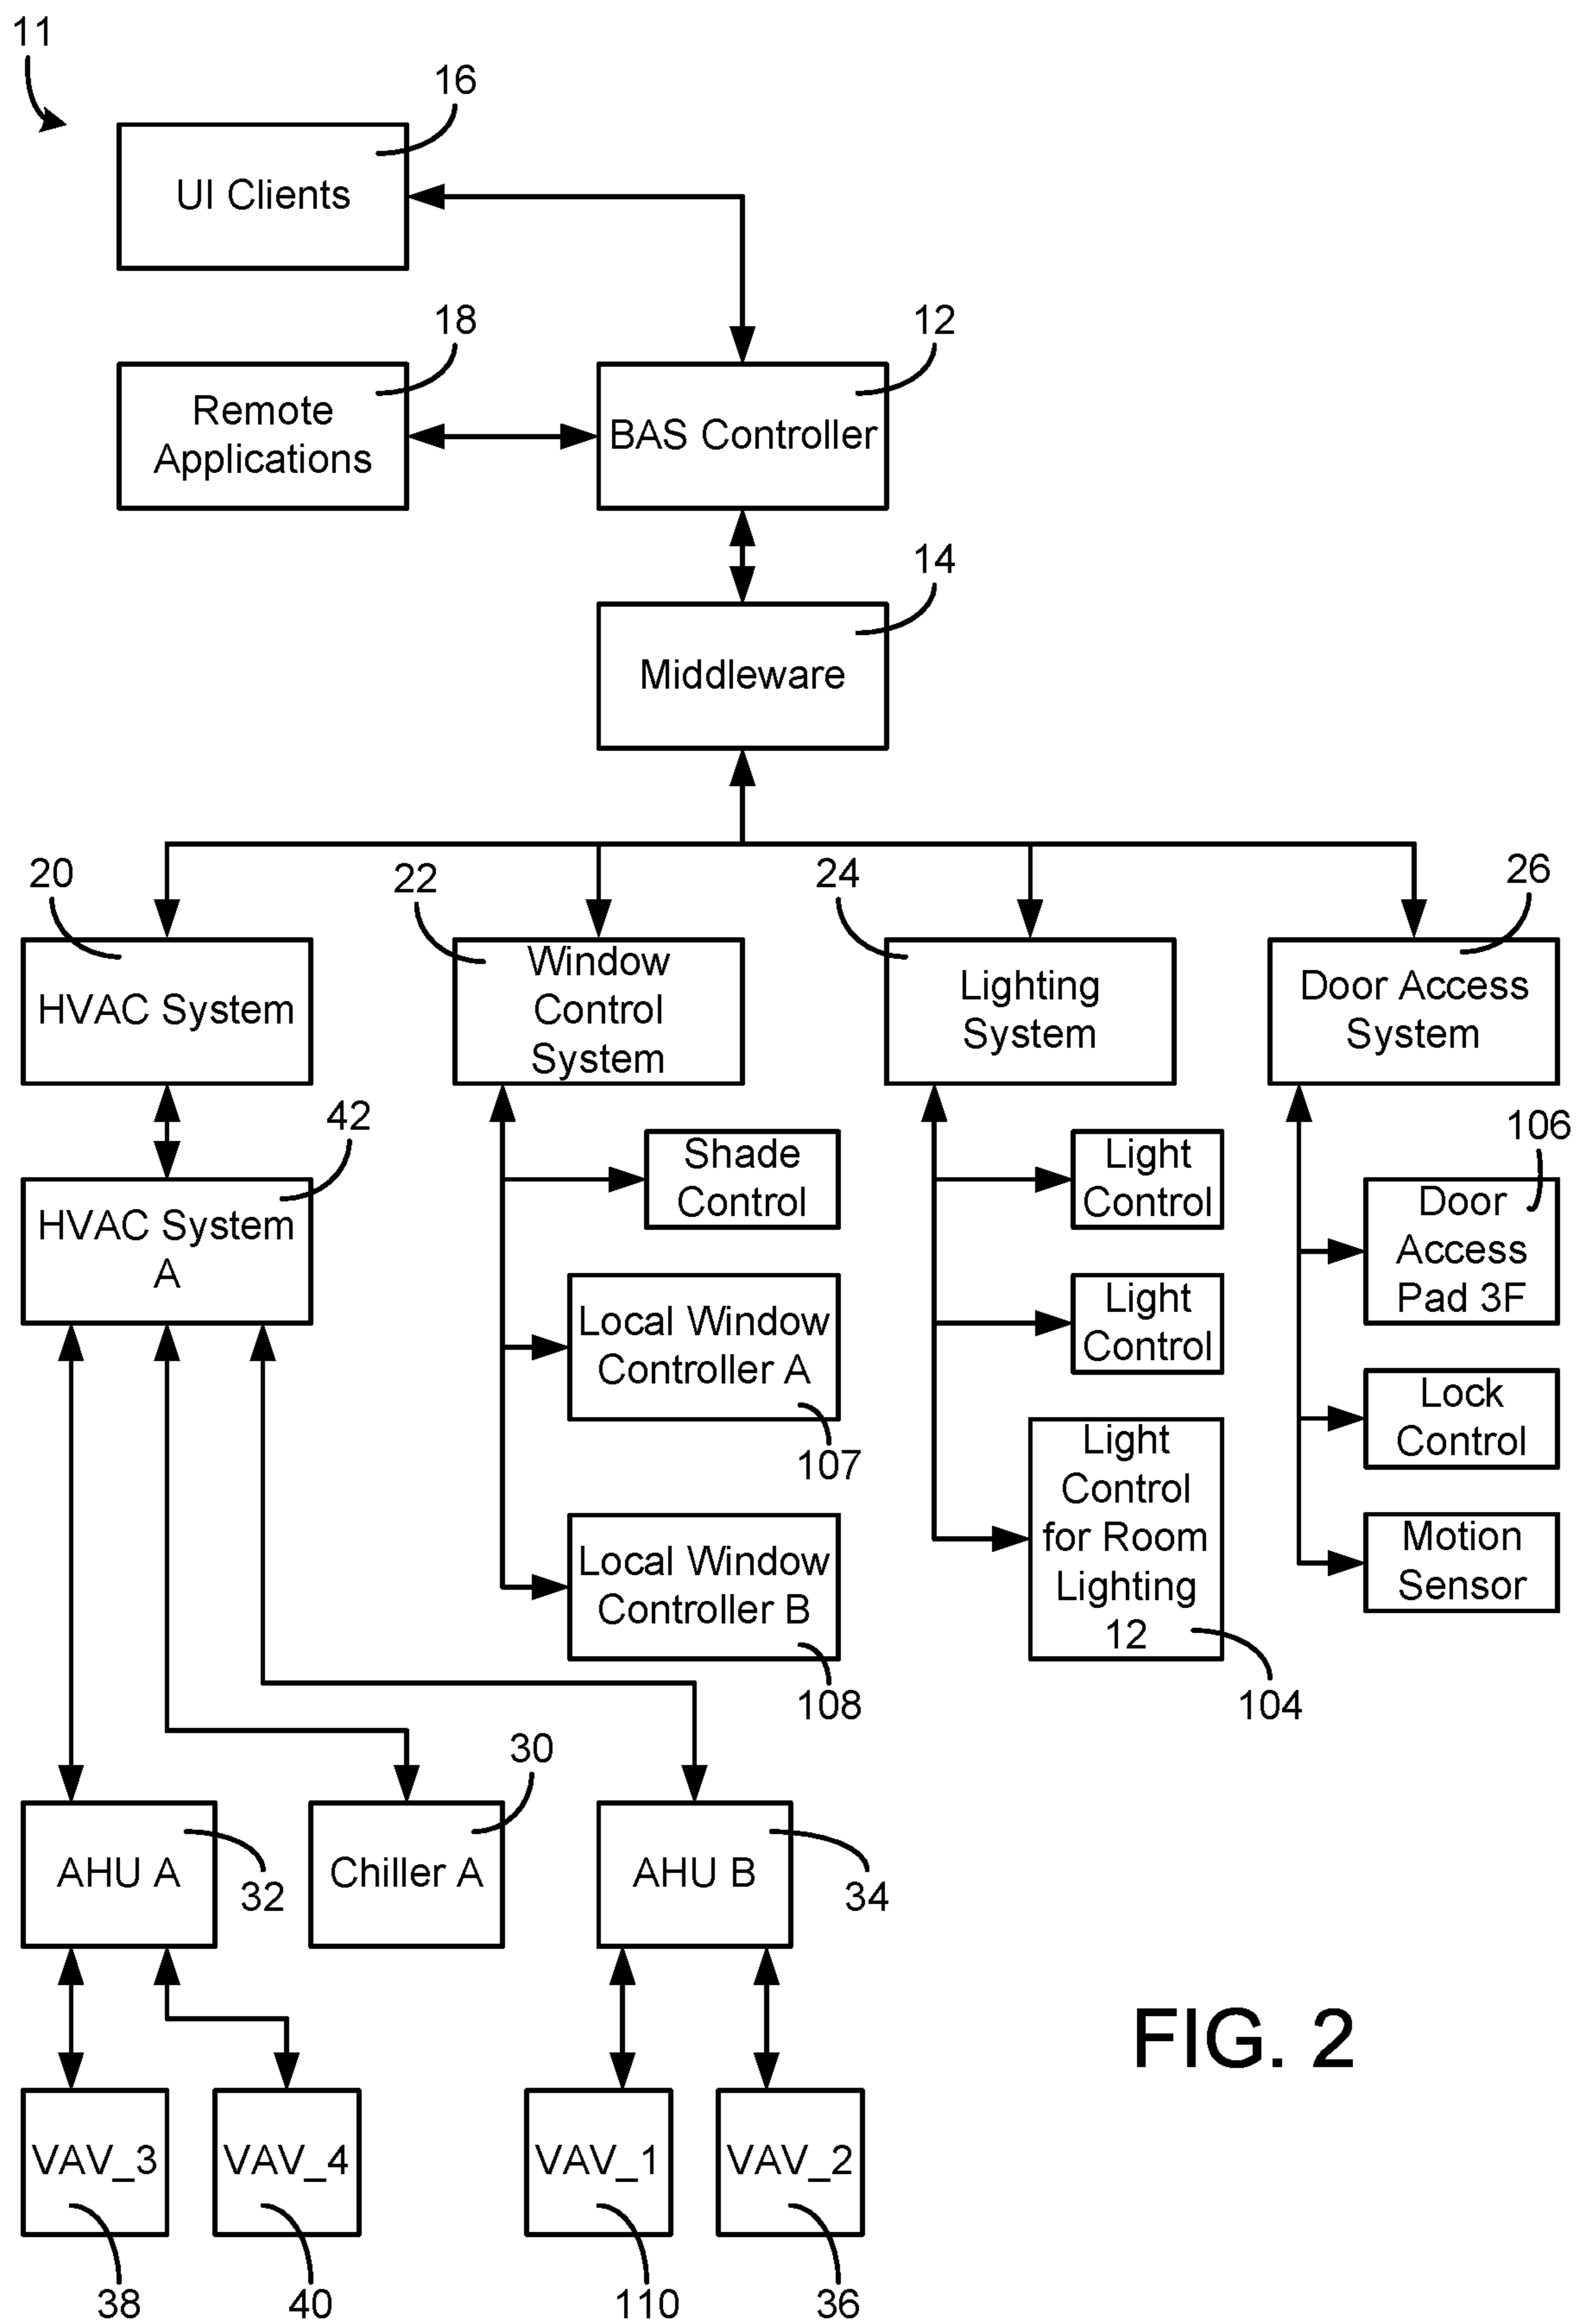 11
16
UI Clients
18
12
Remote
Applications
BAS Controller
14
Middleware
20
22
24
26
HVAC System
Window
Control
System
Lighting
System
Door Access
System
42
HVAC System
A
Shade
Control
Local Window
Controller A
107
Local Window
Controller B
108
Light
Control
Light
Control
Light
Control
for Room
Lighting
12
104
106
Door
Access
Pad 3F
Lock
Control
Motion
Sensor
30
AHU A
32
Chiller A
AHU B
34
VAV_3
VAV_4
VAV_1
VAV_2
38
40
110
36
FIG. 2